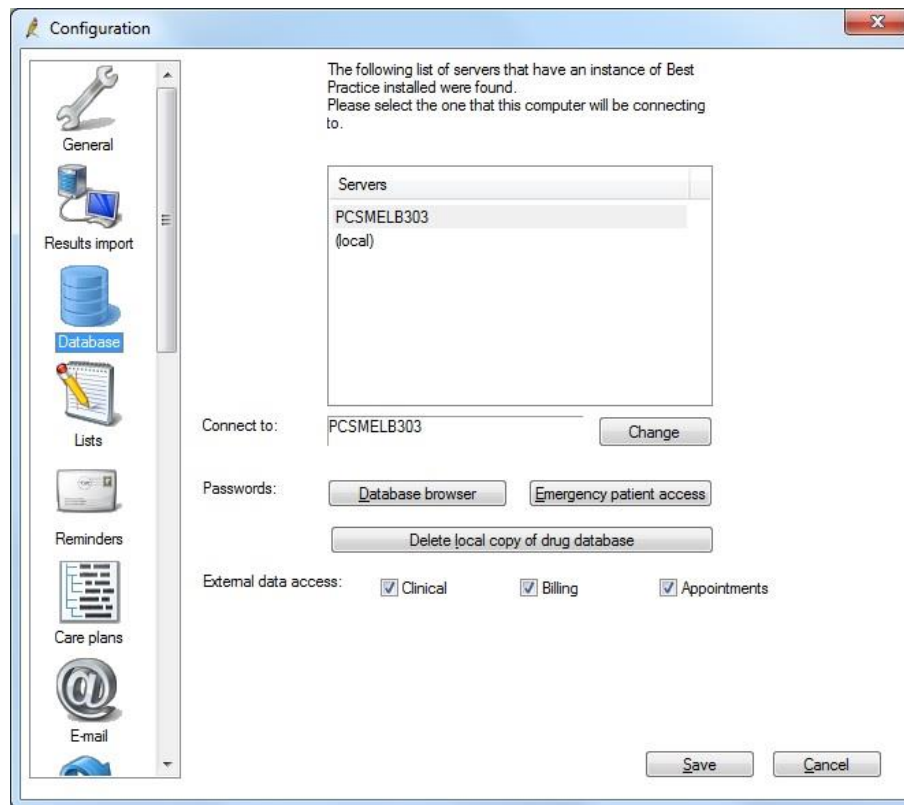 Configuration
General
Results import
Database
Lists
Reminders
Care plans
E-mail
The following list of servers that have an instance of Best
Practice installed were found.
Please select the one that this computer will be connecting
to.
Servers
PCSMELB303
(local)
Connect to: PCSMELB303 Change
Passwords: Database browser Emergency patient access
Delete local copy of drug database
External data access: Clinical Billing Appointments
Save Cancel